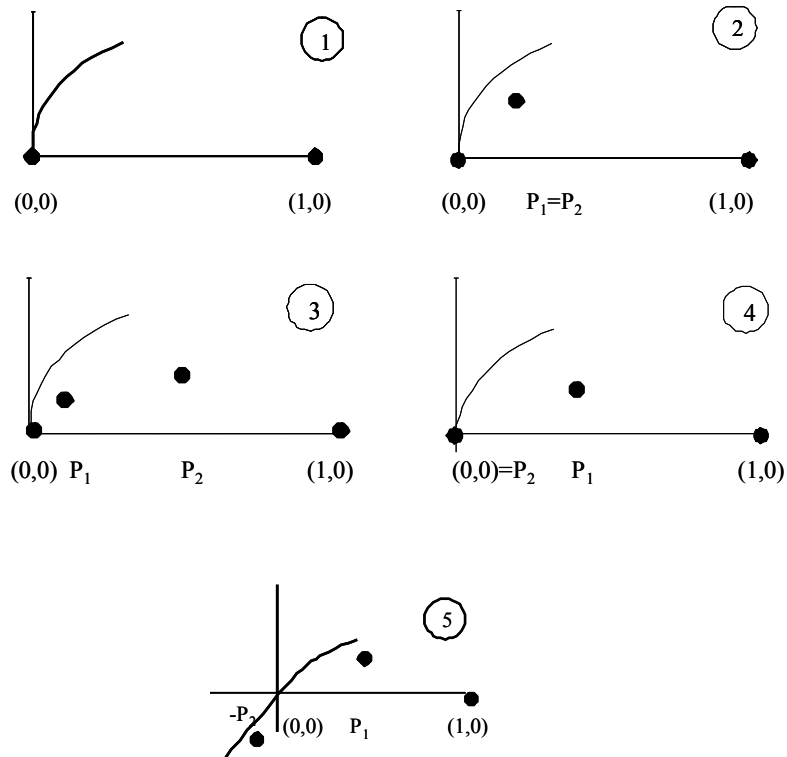 1
2
(0,0) (1,0)
(0,0) P₁=P₂ (1,0)
3
4
(0,0) P₁ P₂ (1,0)
(0,0)=P₂ P₁ (1,0)
5
-P₂ (0,0) P₁ (1,0)